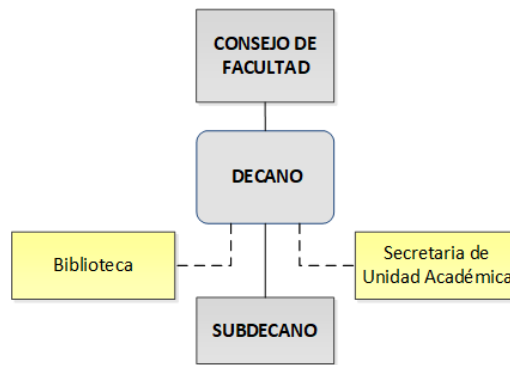 CONSEJO DE
FACULTAD
DECANO
Biblioteca
Secretaria de
Unidad Académica
SUBDECANO